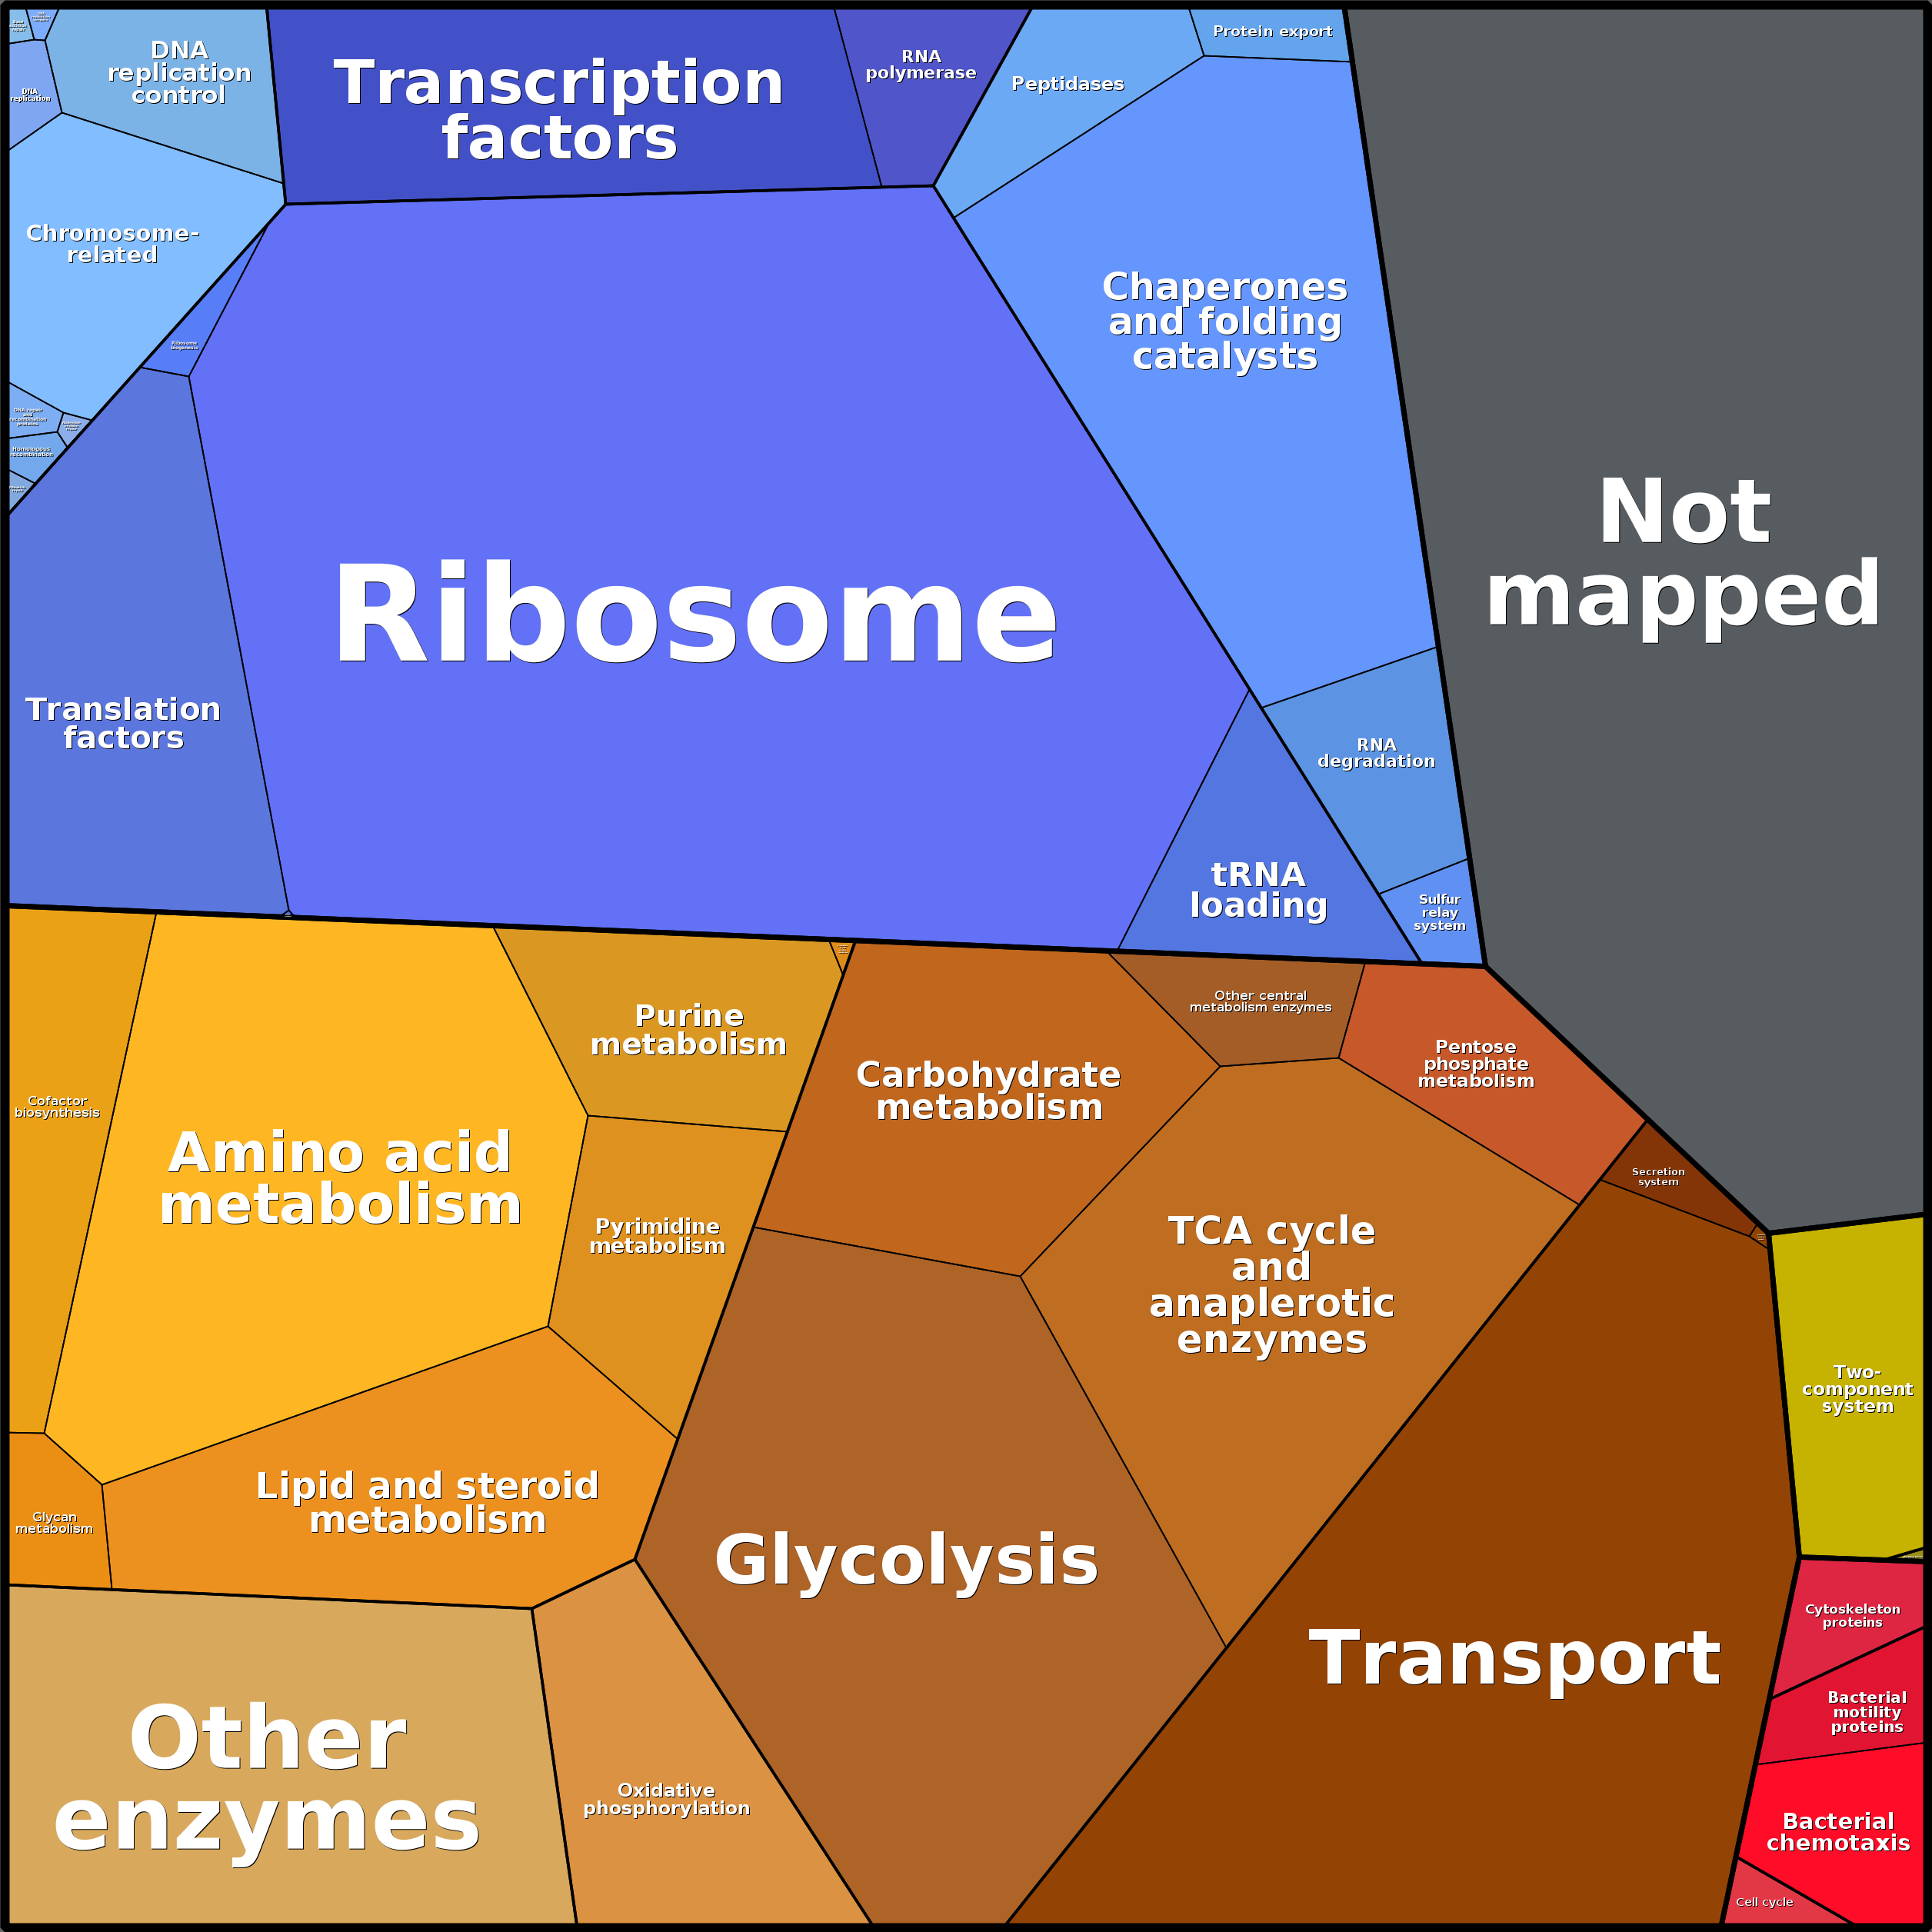 DNA
replication
control
Transcription
factors
RNA
polymerase
Peptidases
Protein export
DNA
replication
Chromosome-
related
Ribosome
biogenesis
Chaperones
and folding
catalysts
DNA repair
and
recombination
proteins
Homologous
recombination
Not
mapped
Ribosome
Translation
factors
RNA
degradation
tRNA
loading
Sulfur
relay
system
Cofactor
biosynthesis
Amino acid
metabolism
Purine
metabolism
Pyrimidine
metabolism
Carbohydrate
metabolism
Other central
metabolism enzymes
Pentose
phosphate
metabolism
Secretion
system
TCA cycle
and
anaplerotic
enzymes
Two-
component
system
Glycan
metabolism
Lipid and steroid
metabolism
Glycolysis
Transport
Cytoskeleton
proteins
Bacterial
motility
proteins
Other
enzymes
Oxidative
phosphorylation
Bacterial
chemotaxis
Cell cycle